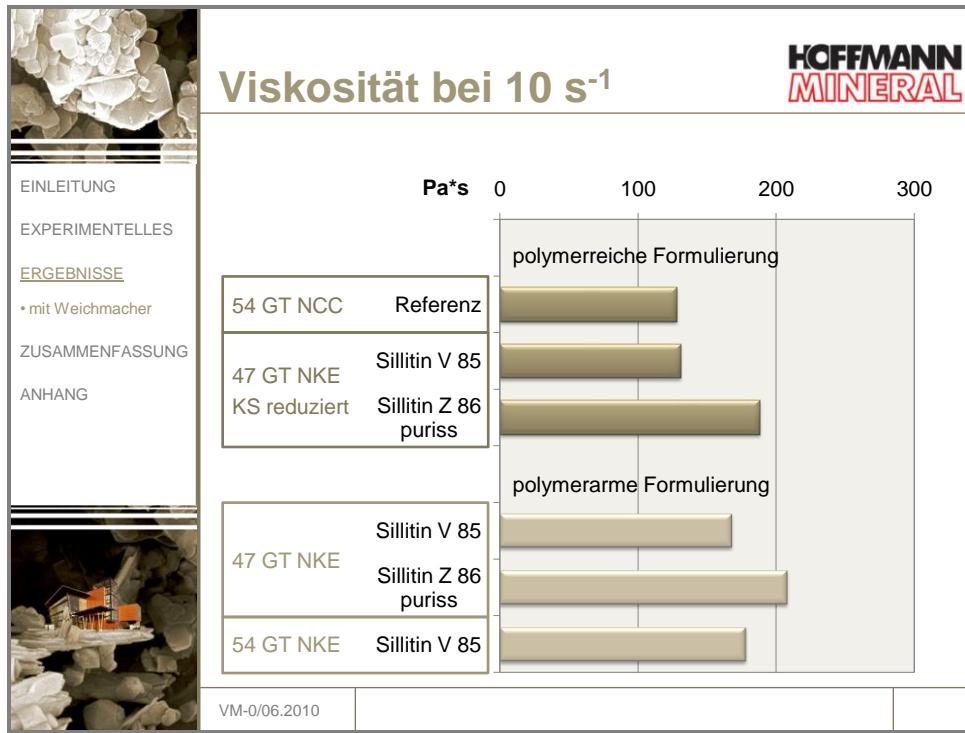 Viskosität bei 10 s-1
HOFFMANN
MINERAL
EINLEITUNG
EXPERIMENTELLES
ERGEBNISSE
• mit Weichmacher
ZUSAMMENFASSUNG
ANHANG
Pa*s 0 100 200 300
polymerreiche Formulierung
54 GT NCC Referenz
47 GT NKE
KS reduziert
Sillitin V 85
Sillitin Z 86
puriss
polymerarme Formulierung
47 GT NKE
Sillitin V 85
Sillitin Z 86
puriss
54 GT NKE Sillitin V 85
VM-0/06.2010